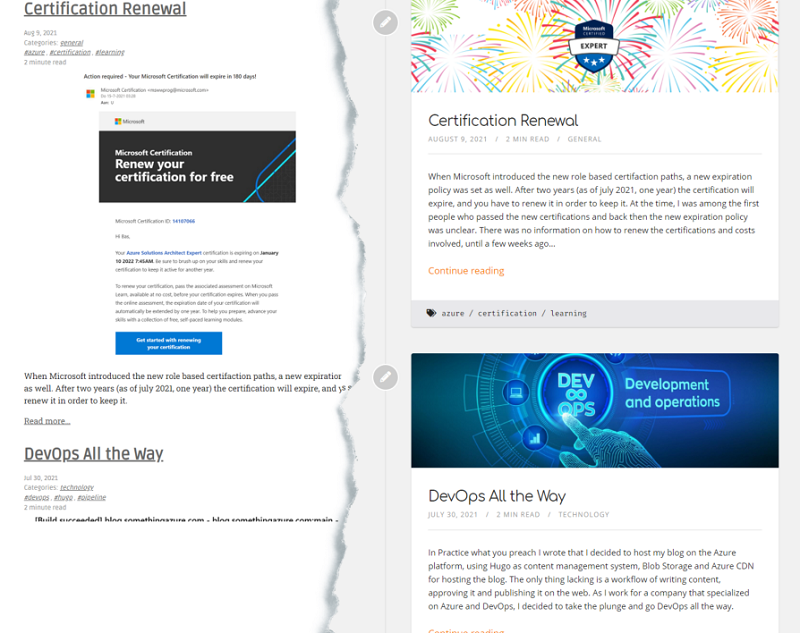 Certification Renewal
Aug 9, 2021
Categories: general
#azure , #certification , #learning
2 minute read
Action required - Your Microsoft Certification will expire in 180 days!
Microsoft Certification
Aan:
Microsoft
Microsoft Certification
Renew your
certification for free
Microsoft Certification ID: 14107066
Hi Bas,
Your Azure Solutions Architect Expert certification is expiring on January
10 2022 7:45AM. Be sure to brush up on your skills and renew your
certification to keep it active for another year.
To renew your certification, pass the associated assessment on Microsoft
Learn, available at no cost, before your certification expires. When you pass
the online assessment, the expiration date of your certification will
automatically be extended by one year. To help you prepare, advance your
skills with a collection of free, self-paced learning modules.
Get started with renewing
your certification
When Microsoft introduced the new role based certifaction paths, a new expiration
as well. After two years (as of july 2021, one year) the certification will expire, and
renew it in order to keep it.
Read more...
DevOps All the Way
Jul 30, 2021
Categories: technology
#devops , #hugo , #pipeline
2 minute read
[Build succeeded] blog.somethingazure.com - blog.somethingazure.com:main -
Microsoft
CERTIFIED
EXPERT
Certification Renewal
AUGUST 9, 2021 / 2 MIN READ / GENERAL
When Microsoft introduced the new role based certifaction paths, a new expiration
policy was set as well. After two years (as of july 2021, one year) the certification will
expire, and you have to renew it in order to keep it. At the time, I was among the first
people who passed the new certifications and back then the new expiration policy
was unclear. There was no information on how to renew the certifications and costs
involved, until a few weeks ago...
Continue reading
azure / certification / learning
DEV
OPS
Development
and operations
DevOps All the Way
JULY 30, 2021 / 2 MIN READ / TECHNOLOGY
In Practice what you preach I wrote that I decided to host my blog on the Azure
platform, using Hugo as content management system, Blob Storage and Azure CDN
for hosting the blog. The only thing lacking is a workflow of writing content,
approving it and publishing it on the web. As I work for a company that specialized
on Azure and DevOps, I decided to take the plunge and go DevOps all the way.
Continue reading